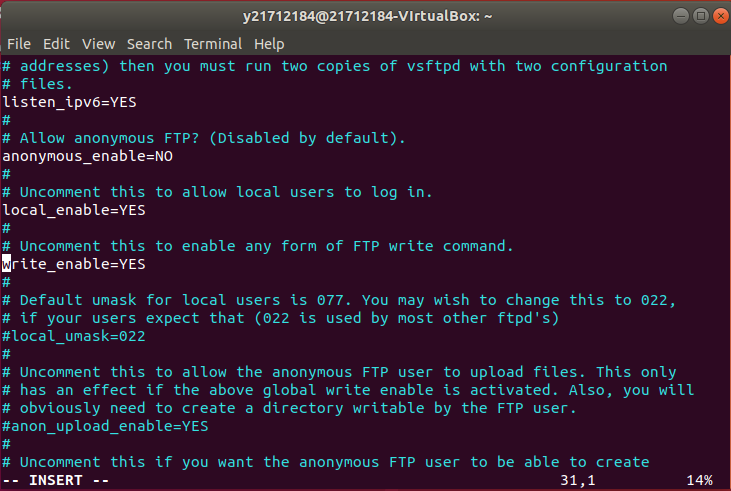 y21712184@21712184-VIrtualBox: ~
File Edit View Search Terminal Help
# addresses) then you must run two copies of vsftpd with two configuration
# files.
listen_ipv6=YES
#
# Allow anonymous FTP? (Disabled by default).
anonymous_enable=NO
#
# Uncomment this to allow local users to log in.
local_enable=YES
#
# Uncomment this to enable any form of FTP write command.
write_enable=YES
#
# Default umask for local users is 077. You may wish to change this to 022,
# if your users expect that (022 is used by most other ftpd's)
#local_umask=022
#
# Uncomment this to allow the anonymous FTP user to upload files. This only
# has an effect if the above global write enable is activated. Also, you will
# obviously need to create a directory writable by the FTP user.
#anon_upload_enable=YES
#
# Uncomment this if you want the anonymous FTP user to be able to create
-- INSERT -- 31,1 14%